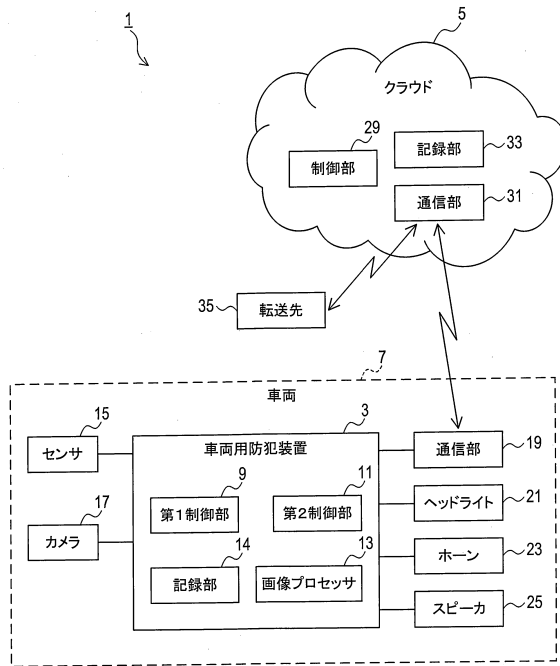 1
5
クラウド
29
制御部
記録部
33
通信部
31
35
転送先
7
車両
15
センサ
3
車両用防犯装置
通信部
19
9
第1制御部
11
第2制御部
ヘッドライト
21
17
カメラ
14
記録部
13
画像プロセッサ
ホーン
23
スピーカ
25